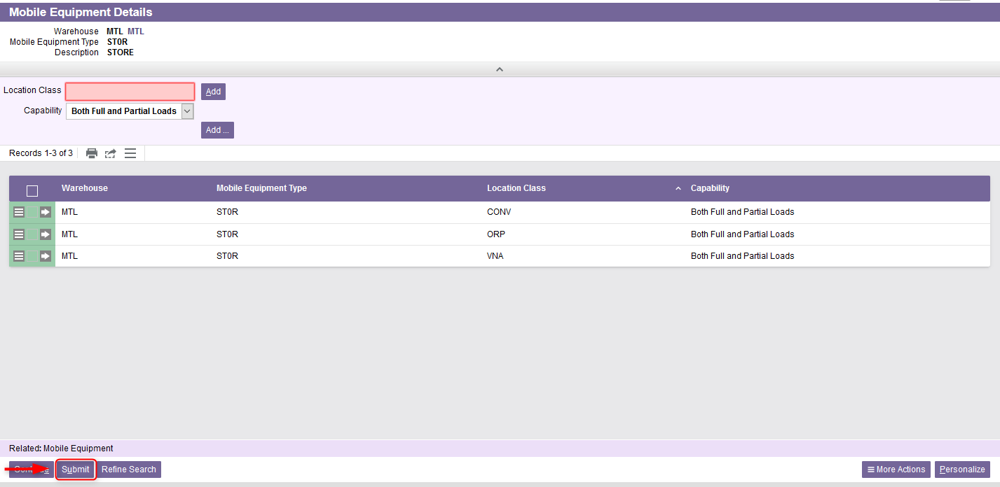 Mobile Equipment Details
Warehouse MTL MTL
Mobile Equipment Type ST0R
Description STORE
Location Class Add
Capability Both Full and Partial Loads
Add ...
Records 1-3 of 3
Warehouse Mobile Equipment Type Location Class Capability
MTL ST0R CONV Both Full and Partial Loads
MTL ST0R ORP Both Full and Partial Loads
MTL ST0R VNA Both Full and Partial Loads
Related: Mobile Equipment
Submit Refine Search More Actions Personalize